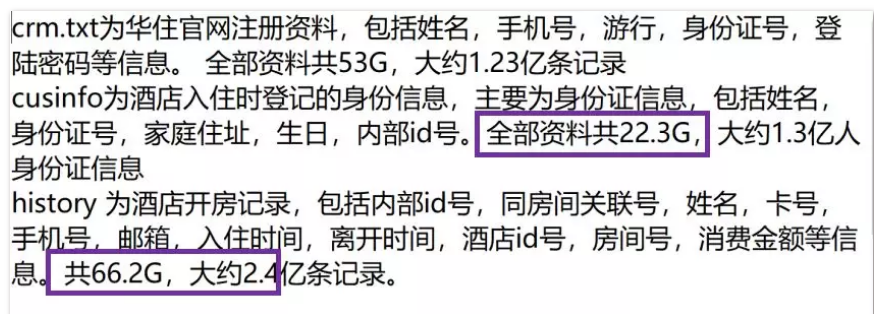 crm.txt为华住官网注册资料，包括姓名，手机号，游行，身份证号，登
陆密码等信息。 全部资料共53G，大约1.23亿条记录
cusinfo为酒店入住时登记的身份信息，主要为身份证信息，包括姓名，
身份证号，家庭住址，生日，内部id号。全部资料共22.3G，大约1.3亿人
身份证信息
history 为酒店开房记录，包括内部id号，同房间关联号，姓名，卡号，
手机号，邮箱，入住时间，离开时间，酒店id号，房间号，消费金额等信
息。共66.2G，大约2.4亿条记录。